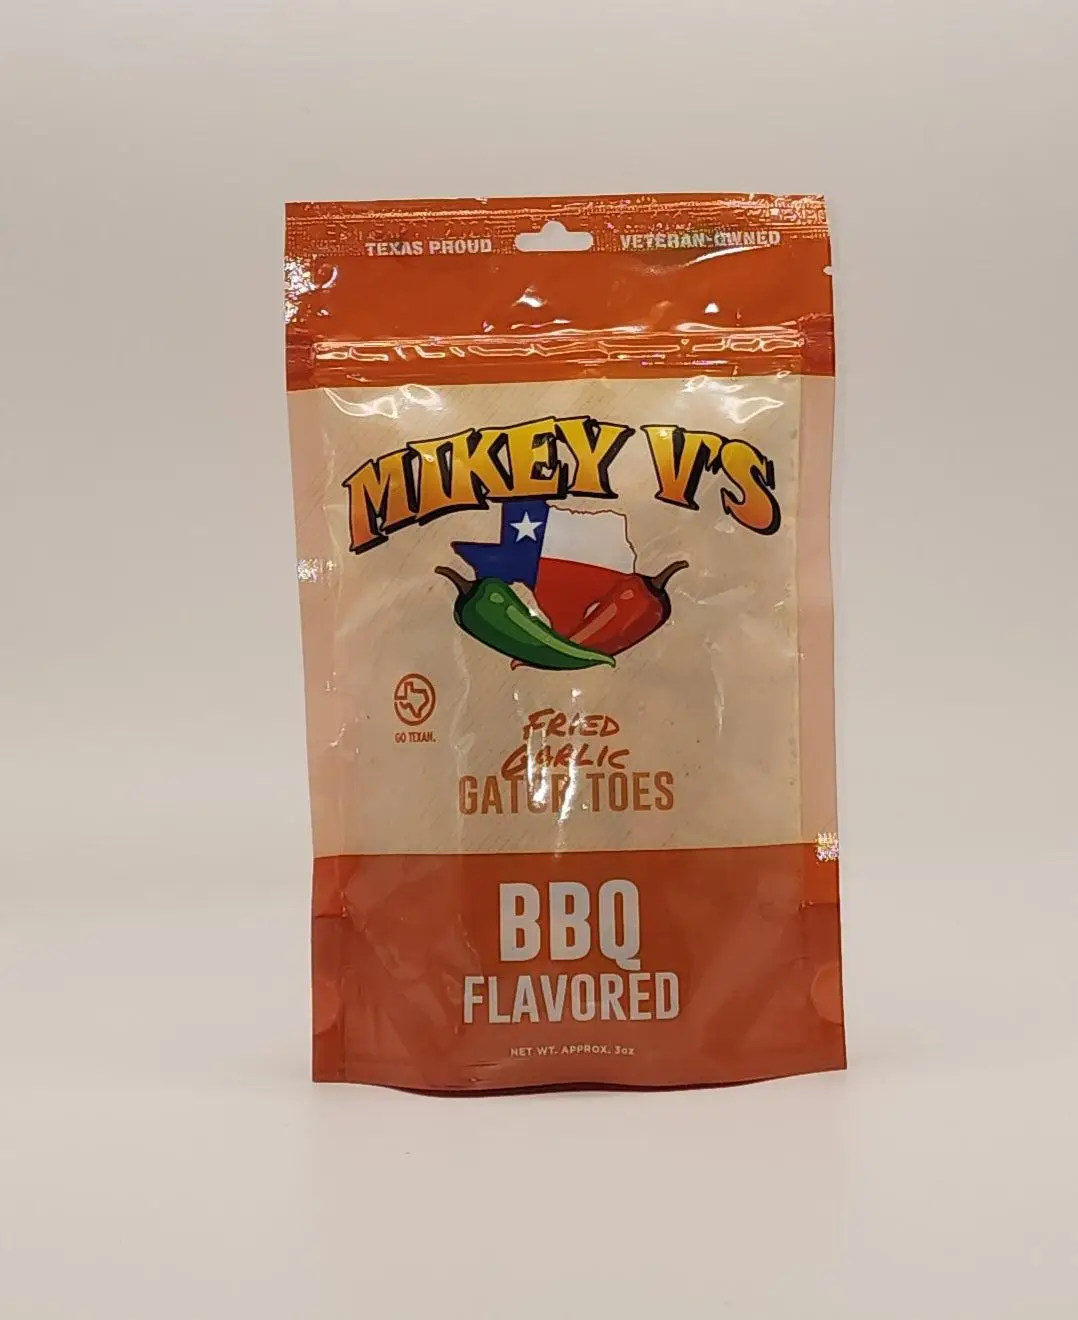 TEXAS PROUD VETERAN-OWNED
MIKEY V'S
GO TEXAN.
FRIED
GARLIC
GATOR TOES
BBQ
FLAVORED
NET WT. APPROX. 3oz